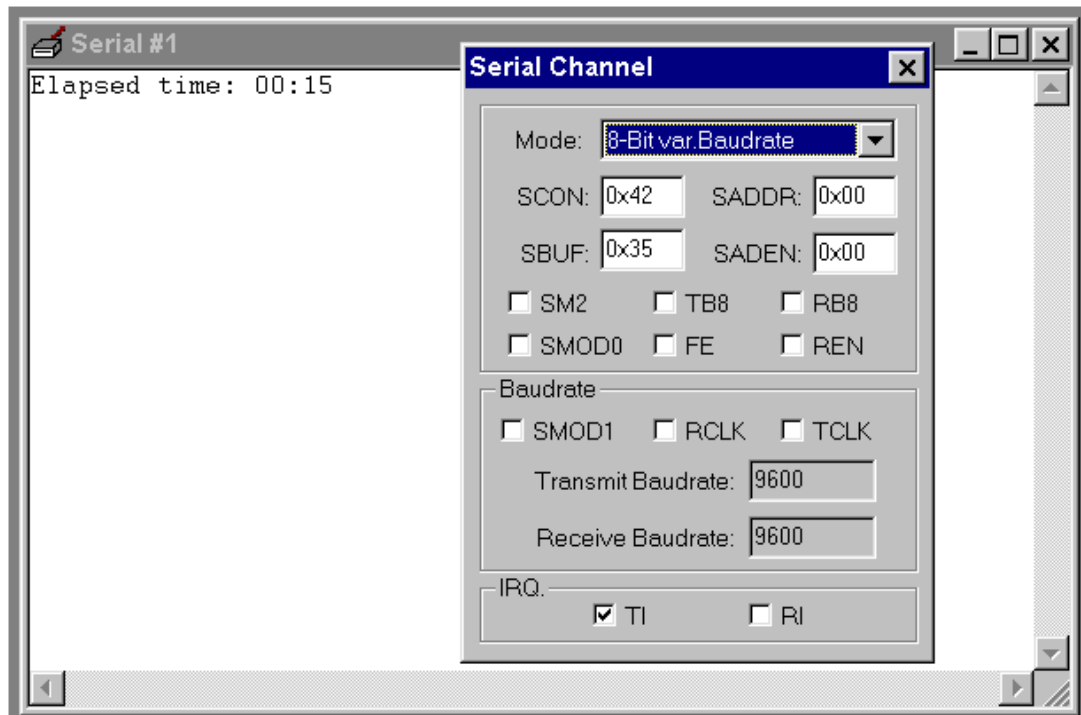 Serial #1
Elapsed time: 00:15
Serial Channel
Mode: 8-Bit var.Baudrate
SCON: 0x42 SADDR: 0x00
SBUF: 0x35 SADEN: 0x00
SM2 TB8 RB8
SMOD0 FE REN
Baudrate
SMOD1 RCLK TCLK
Transmit Baudrate: 9600
Receive Baudrate: 9600
IRQ.
TI RI